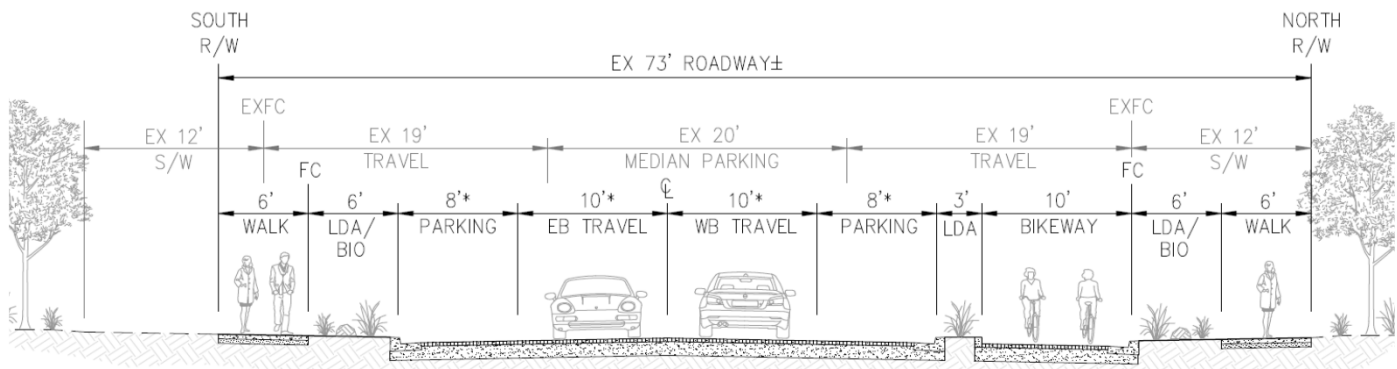 SOUTH
R/W
NORTH
R/W
EX 73' ROADWAY±
EXFC
EXFC
EX 12'
S/W
EX 19'
TRAVEL
EX 20'
MEDIAN PARKING
EX 19'
TRAVEL
EX 12'
S/W
FC
℄
FC
6'
WALK
6'
LDA/
BIO
8'*
PARKING
10'*
EB TRAVEL
10'*
WB TRAVEL
8'*
PARKING
3'
LDA
10'
BIKEWAY
6'
LDA/
BIO
6'
WALK